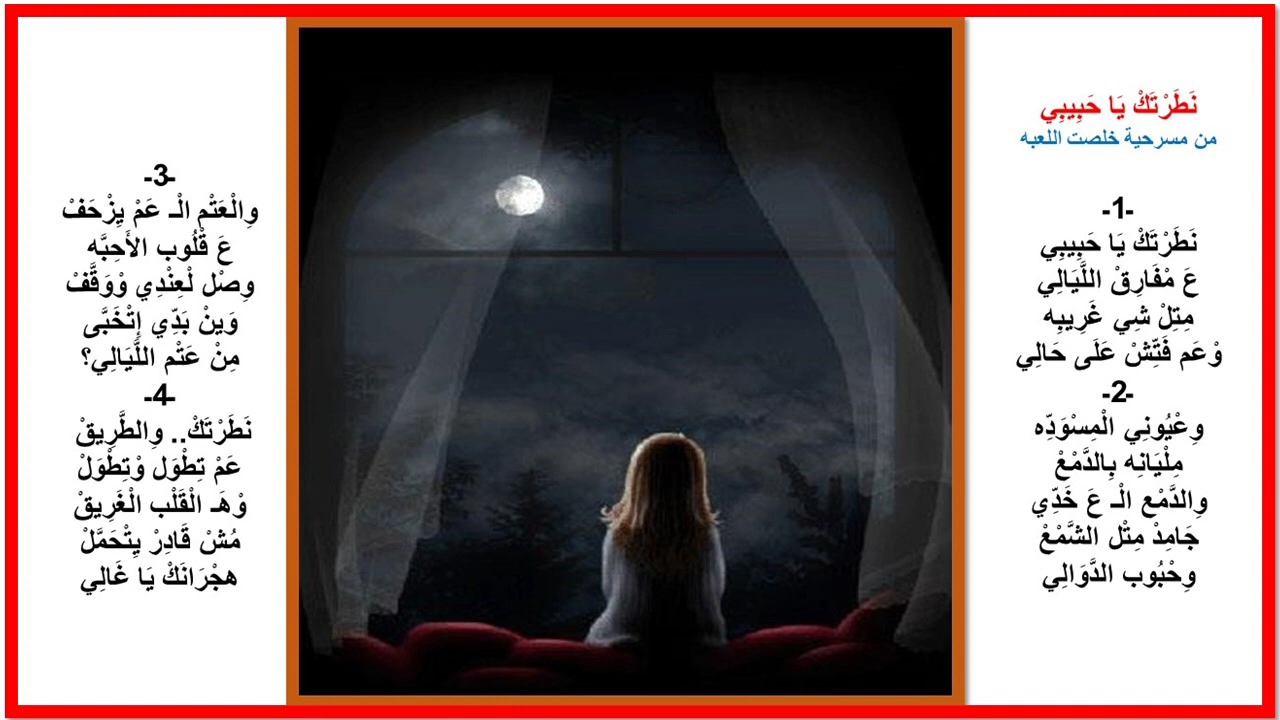 نَطَرْتَكْ يَا حَبِيبِي
من مسرحية خلصت اللعبه
-1-
نَطَرْتَكْ يَا حَبِيبِي
عَ مْفَارِقْ اللَّيَالِي
مِتِلْ شِي غَرِيبِه
وْعَم فَتِّشْ عَلَى حَالِي
-2-
وِعْيُونِي الْمِسْوَدِّه
مِلْيَانِه بِالدَّمْعْ
وِالدَّمْع الْـ عَ خَدِّي
جَامِدْ مِتْل الشَّمْعْ
وِحْبُوب الدَّوَالِي
-3-
وِالْعَتْم الْـ عَمْ يِزْحَفْ
عَ قْلُوب الأَحِبَّه
وِصْل لْعِنْدِي وْوَقَّفْ
وَينْ بَدِّي إِتْخَبَّى
مِنْ عَتْم اللَّيَالِي؟
-4-
نَطَرْتَكْ.. وِالطَّرِيقْ
عَمْ تِطْوَل وْتِطْوَلْ
وْهَـ الْقَلْب الْغَرِيقْ
مُشْ قَادِرْ يِتْحَمَّلْ
هجْرَانَكْ يَا غَالِي